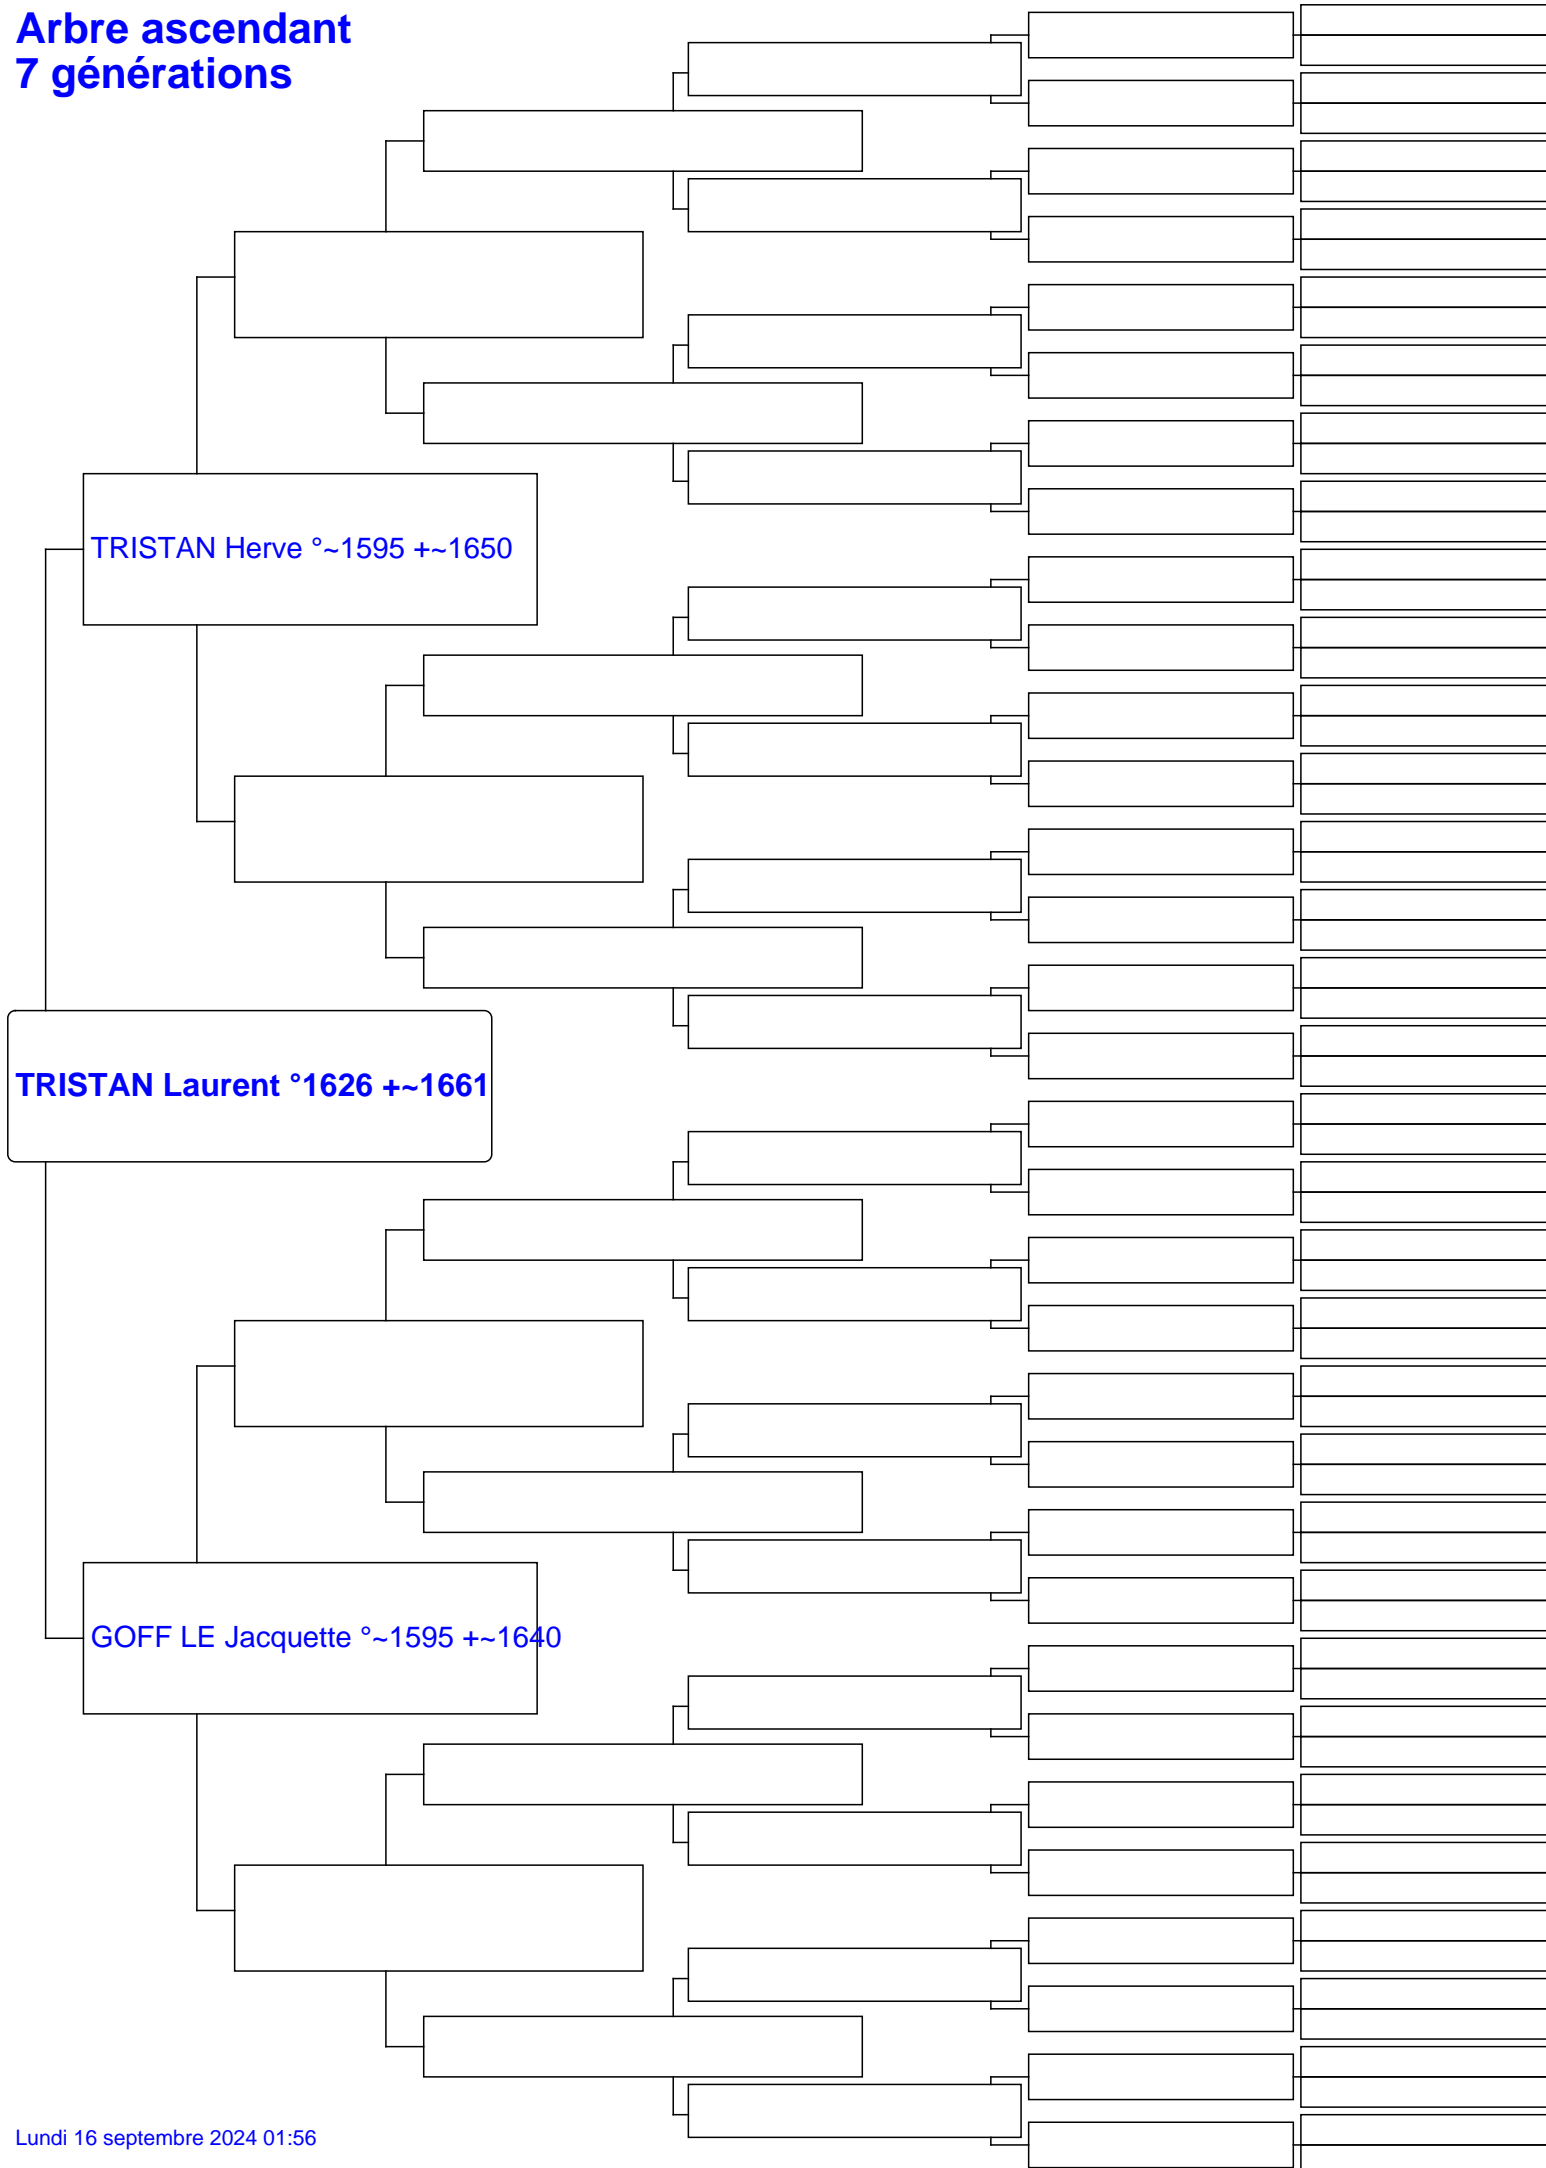 Arbre ascendant
7 générations
TRISTAN Herve °~1595 +~1650
TRISTAN Laurent °1626 +~1661
GOFF LE Jacquette °~1595 +~1640
Lundi 16 septembre 2024 01:56